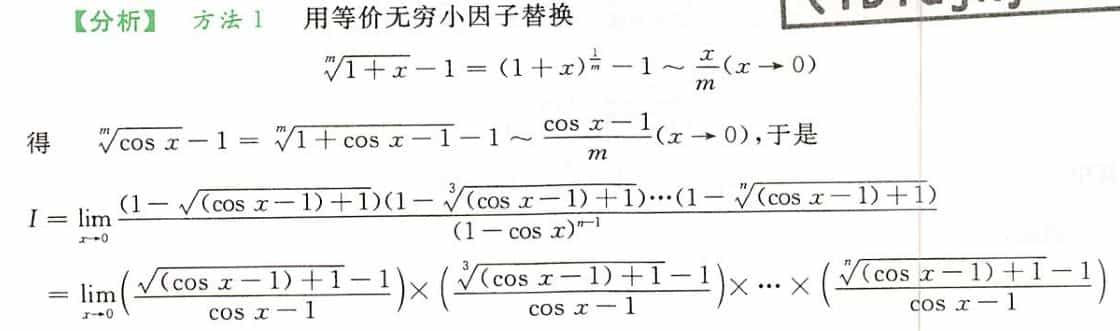 【分析】 方法 1 用等价无穷小因子替换
$\sqrt[m]{1+x}-1=(1+x)^{\frac{1}{m}}-1\sim\frac{x}{m}(x\to 0)$
得 $\sqrt[m]{\cos x}-1=\sqrt[m]{1+\cos x-1}-1\sim\frac{\cos x-1}{m}(x\to 0)$,于是
$I=\lim_{x\to 0}\frac{(1-\sqrt{(\cos x-1)+1})(1-\sqrt[3]{(\cos x-1)+1})\cdots(1-\sqrt[n]{(\cos x-1)+1})}{(1-\cos x)^{n-1}}$
$=\lim_{x\to 0}\left(\frac{\sqrt{(\cos x-1)+1}-1}{\cos x-1}\right)\times\left(\frac{\sqrt[3]{(\cos x-1)+1}-1}{\cos x-1}\right)\times\cdots\times\left(\frac{\sqrt[n]{(\cos x-1)+1}-1}{\cos x-1}\right)$